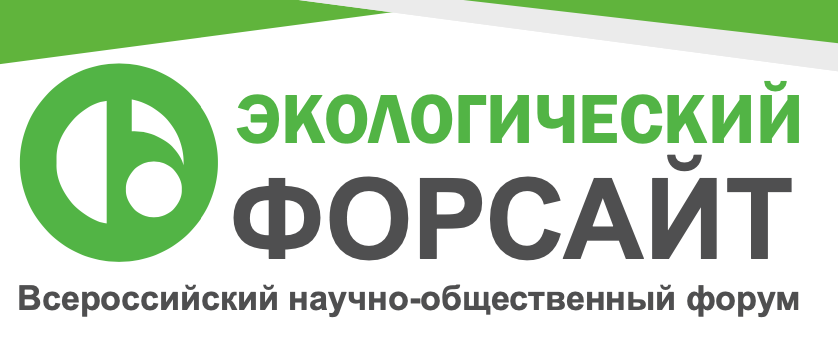 ЭКОЛОГИЧЕСКИЙ
ФОРСАЙТ
Всероссийский научно-общественный форум